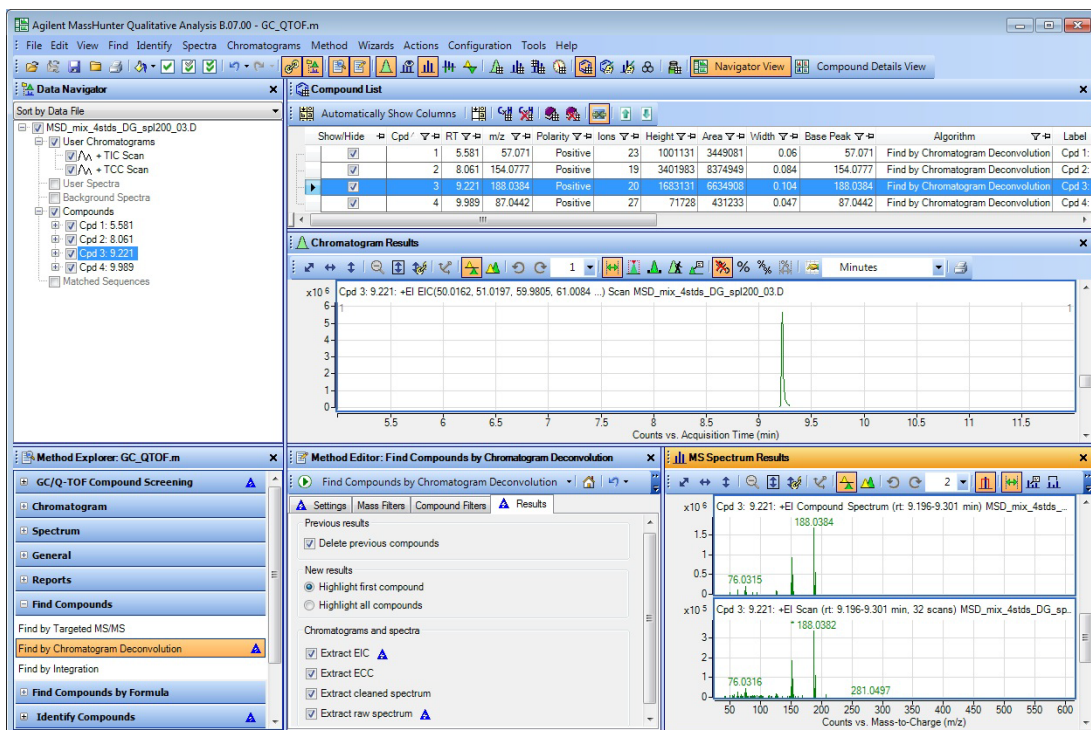 Agilent MassHunter Qualitative Analysis B.07.00 - GC_QTOF.m
File Edit View Find Identify Spectra Chromatograms Method Wizards Actions Configuration Tools Help
Navigator View Compound Details View
Data Navigator
Sort by Data File
MSD_mix_4stds_DG_spl200_03.D
User Chromatograms
+ TIC Scan
+ TCC Scan
User Spectra
Background Spectra
Compounds
Cpd 1: 5.581
Cpd 2: 8.061
Cpd 3: 9.221
Cpd 4: 9.989
Matched Sequences
Compound List
Automatically Show Columns
Show/Hide Cpd RT m/z Polarity Ions Height Area Width Base Peak Algorithm Label
1 5.581 57.071 Positive 23 1001131 3449081 0.06 57.071 Find by Chromatogram Deconvolution Cpd 1:
2 8.061 154.0777 Positive 19 3401983 8374949 0.084 154.0777 Find by Chromatogram Deconvolution Cpd 2:
3 9.221 188.0384 Positive 20 1683131 6634908 0.104 188.0384 Find by Chromatogram Deconvolution Cpd 3:
4 9.989 87.0442 Positive 27 71728 431233 0.047 87.0442 Find by Chromatogram Deconvolution Cpd 4:
Chromatogram Results
1 Minutes
x10 6 Cpd 3: 9.221: +EI EIC(50.0162, 51.0197, 59.9805, 61.0084 ...) Scan MSD_mix_4stds_DG_spl200_03.D
1 1
6
5
4
3
2
1
0
5.5 6 6.5 7 7.5 8 8.5 9 9.5 10 10.5 11 11.5
Counts vs. Acquisition Time (min)
Method Explorer: GC_QTOF.m
GC/Q-TOF Compound Screening
Chromatogram
Spectrum
General
Reports
Find Compounds
Find by Targeted MS/MS
Find by Chromatogram Deconvolution
Find by Integration
Find Compounds by Formula
Identify Compounds
Method Editor: Find Compounds by Chromatogram Deconvolution
Find Compounds by Chromatogram Deconvolution
Settings Mass Filters Compound Filters Results
Previous results
Delete previous compounds
New results
Highlight first compound
Highlight all compounds
Chromatograms and spectra
Extract EIC
Extract ECC
Extract cleaned spectrum
Extract raw spectrum
MS Spectrum Results
2
x10 6 Cpd 3: 9.221: +EI Compound Spectrum (rt: 9.196-9.301 min) MSD_mix_4stds_...
188.0384
1.5
1
0.5
76.0315
0
x10 5 Cpd 3: 9.221: +EI Scan (rt: 9.196-9.301 min, 32 scans) MSD_mix_4stds_DG_sp..
188.0382
3
2
1
76.0316
281.0497
0
50 100 150 200 250 300 350 400 450 500 550 600
Counts vs. Mass-to-Charge (m/z)